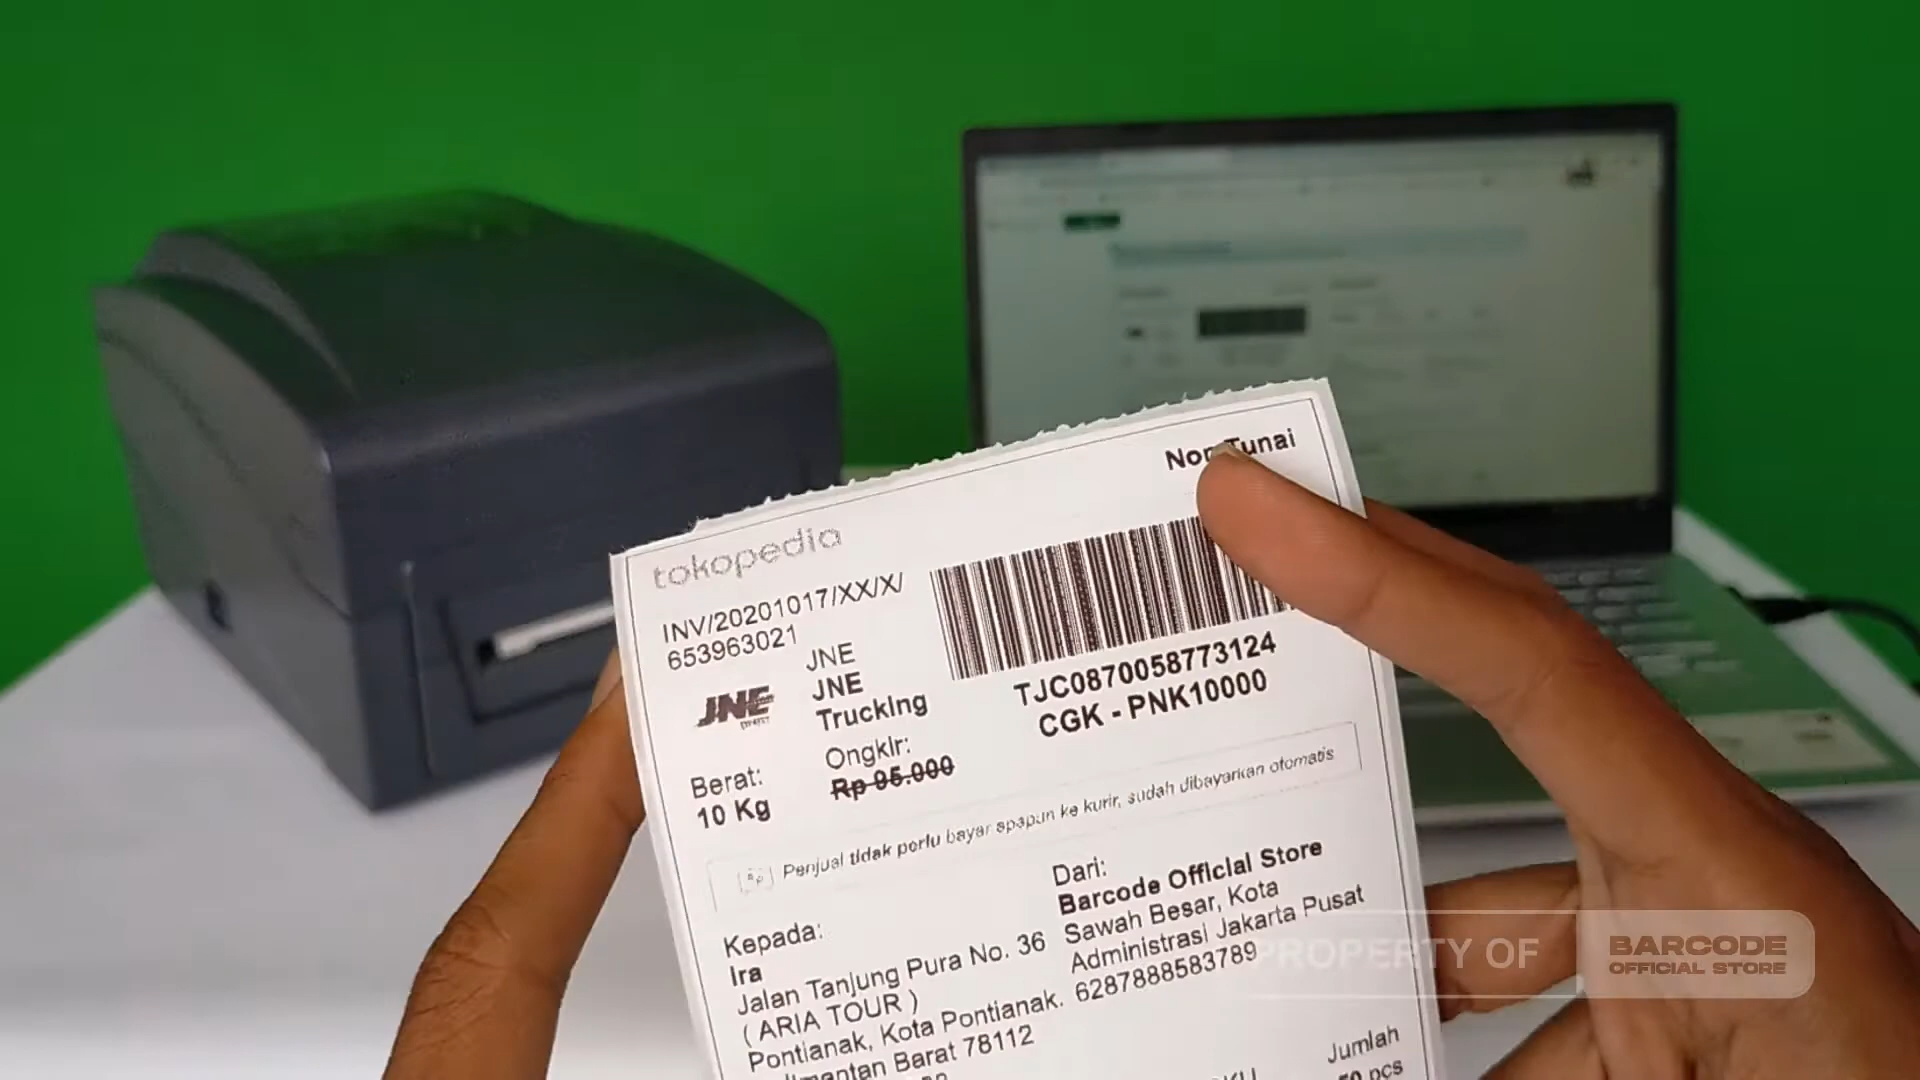 Non Tunai
tokopedia
INV/20201017/XX/X/
653963021
JNE
JNE
JNE
Trucking
TJC0870058773124
CGK - PNK10000
Berat:
10 Kg
Ongkir:
Rp 95.000
Penjual tidak perlu bayar apapun ke kurir, sudah dibayarkan otomatis
Kepada:
Ira
Jalan Tanjung Pura No. 36
( ARIA TOUR )
Pontianak, Kota Pontianak.
Barat 78112
Dari:
Barcode Official Store
Sawah Besar, Kota
Administrasi Jakarta Pusat
6287888583789
Jumlah
pcs
PROPERTY OF
BARCODE
OFFICIAL STORE